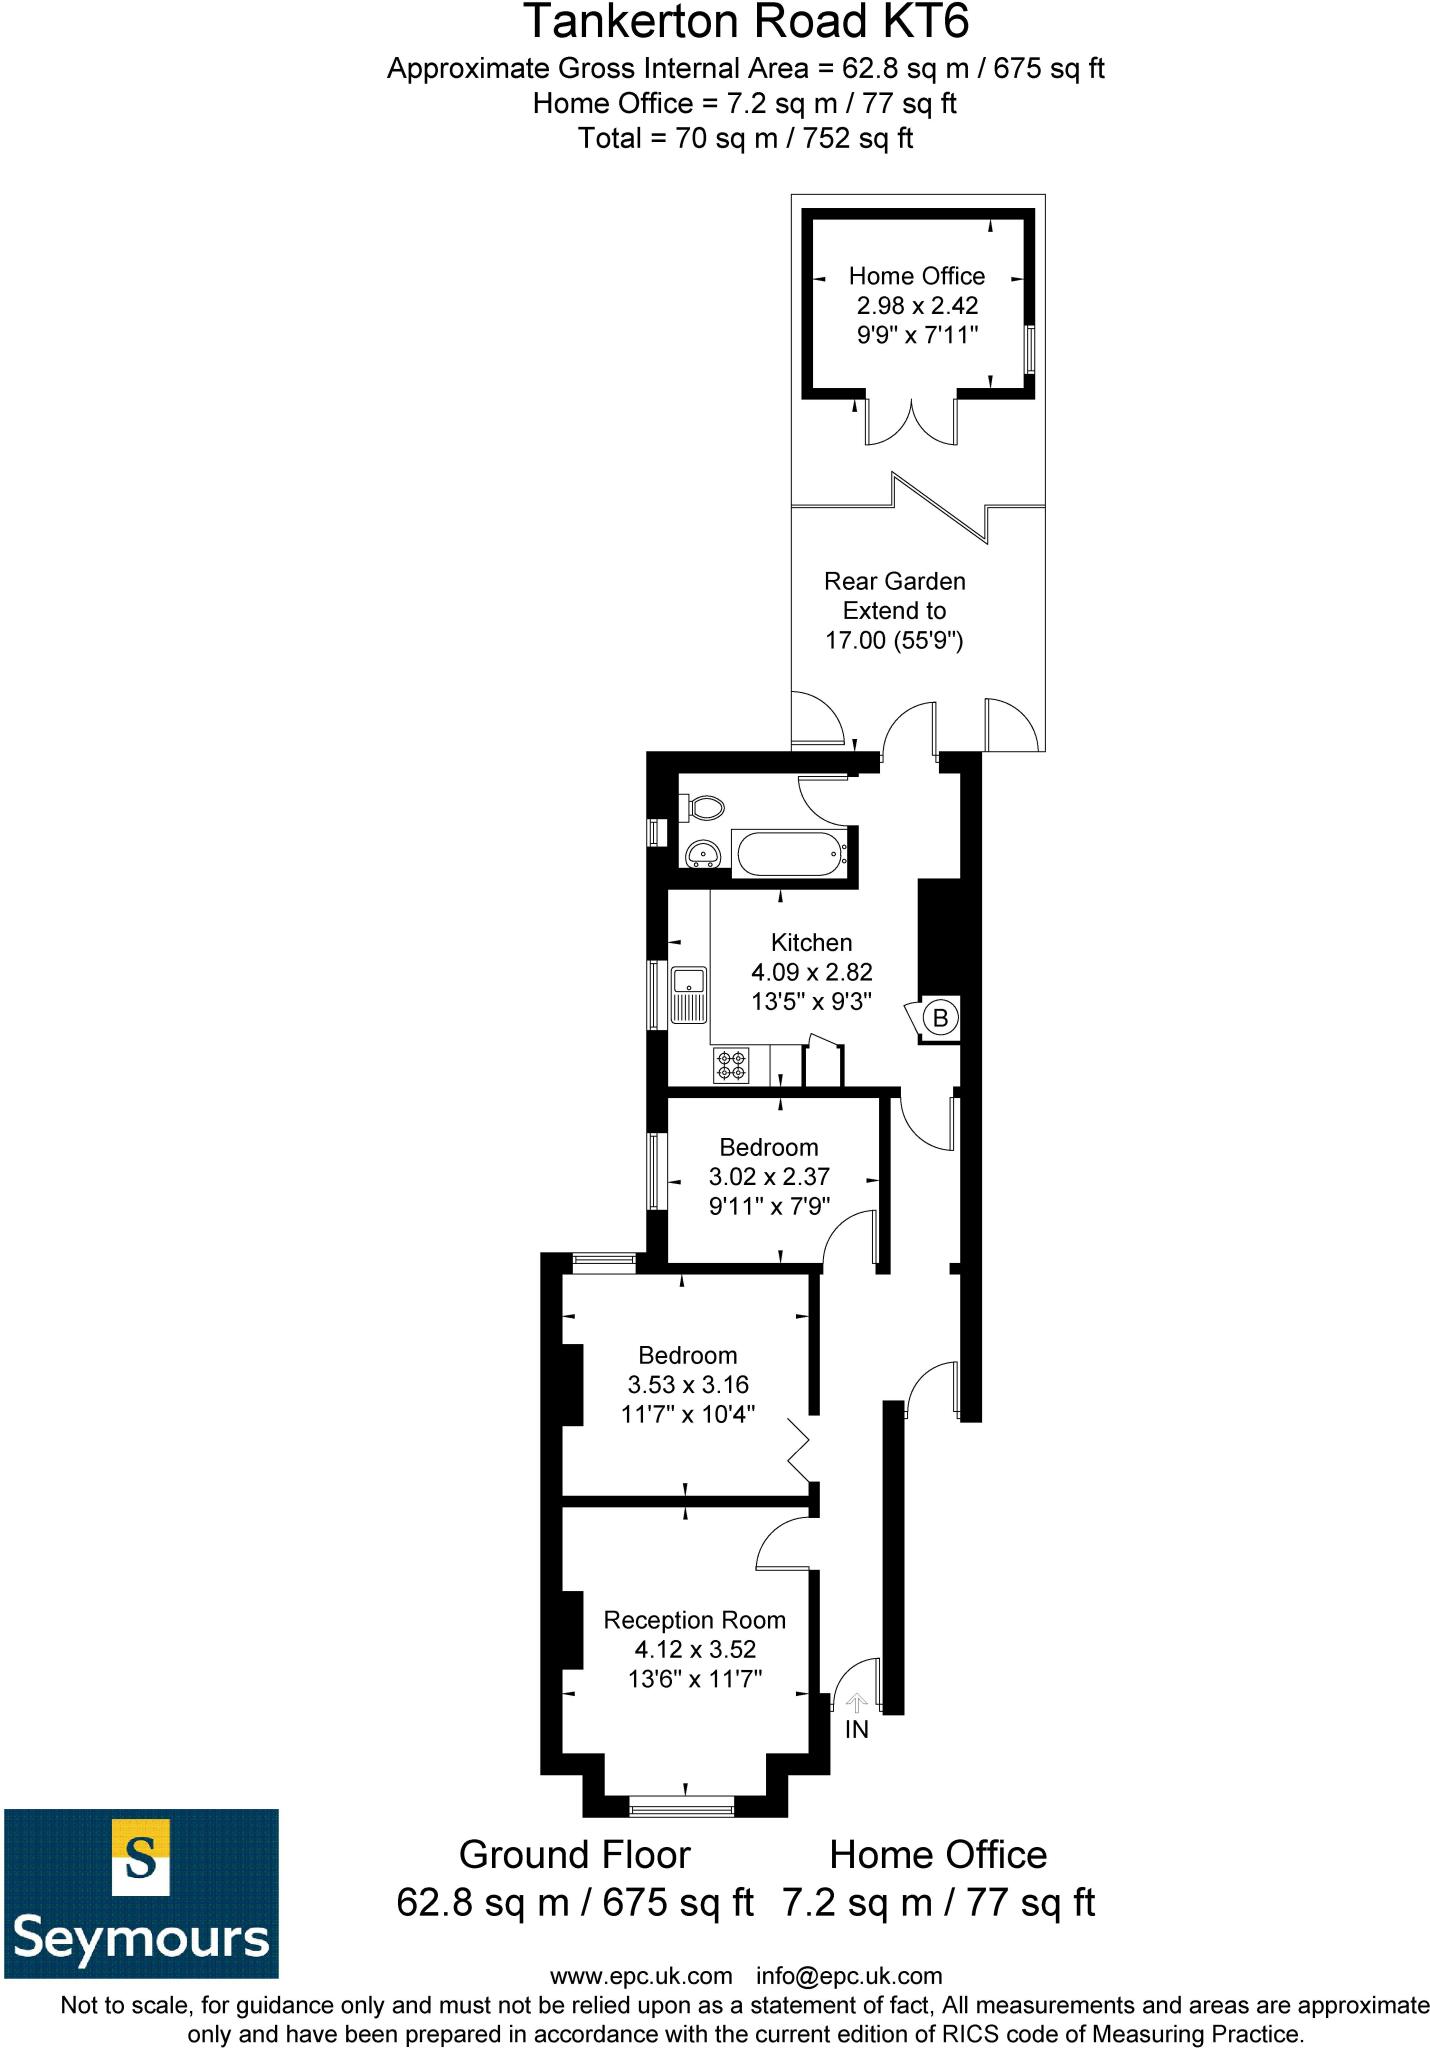 Tankerton Road KT6
Approximate Gross Internal Area = 62.8 sq m / 675 sq ft
Home Office = 7.2 sq m / 77 sq ft
Total = 70 sq m / 752 sq ft
Home Office
2.98 x 2.42
9'9" x 7'11"
Rear Garden
Extend to
17.00 (55'9")
Kitchen
4.09 x 2.82
13'5" x 9'3"
B
Bedroom
3.02 x 2.37
9'11" x 7'9"
Bedroom
3.53 x 3.16
11'7" x 10'4"
Reception Room
4.12 x 3.52
13'6" x 11'7"
IN
S
Seymours
Ground Floor
62.8 sq m / 675 sq ft
Home Office
7.2 sq m / 77 sq ft
www.epc.uk.com info@epc.uk.com
Not to scale, for guidance only and must not be relied upon as a statement of fact, All measurements and areas are approximate
only and have been prepared in accordance with the current edition of RICS code of Measuring Practice.